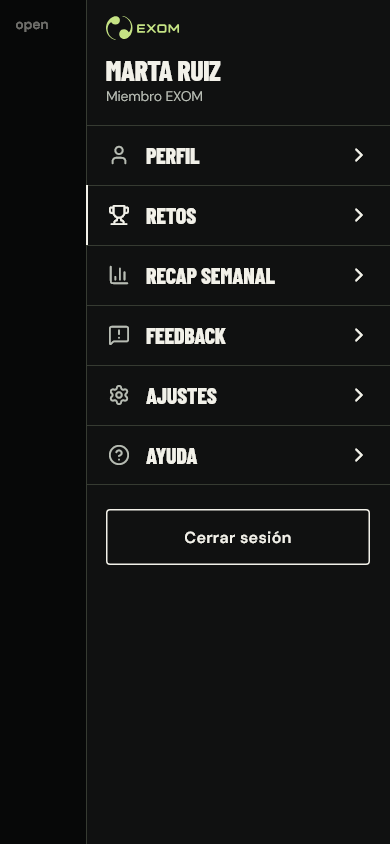 open
EXOM
MARTA RUIZ
Miembro EXOM
PERFIL
RETOS
RECAP SEMANAL
FEEDBACK
AJUSTES
AYUDA
Cerrar sesión